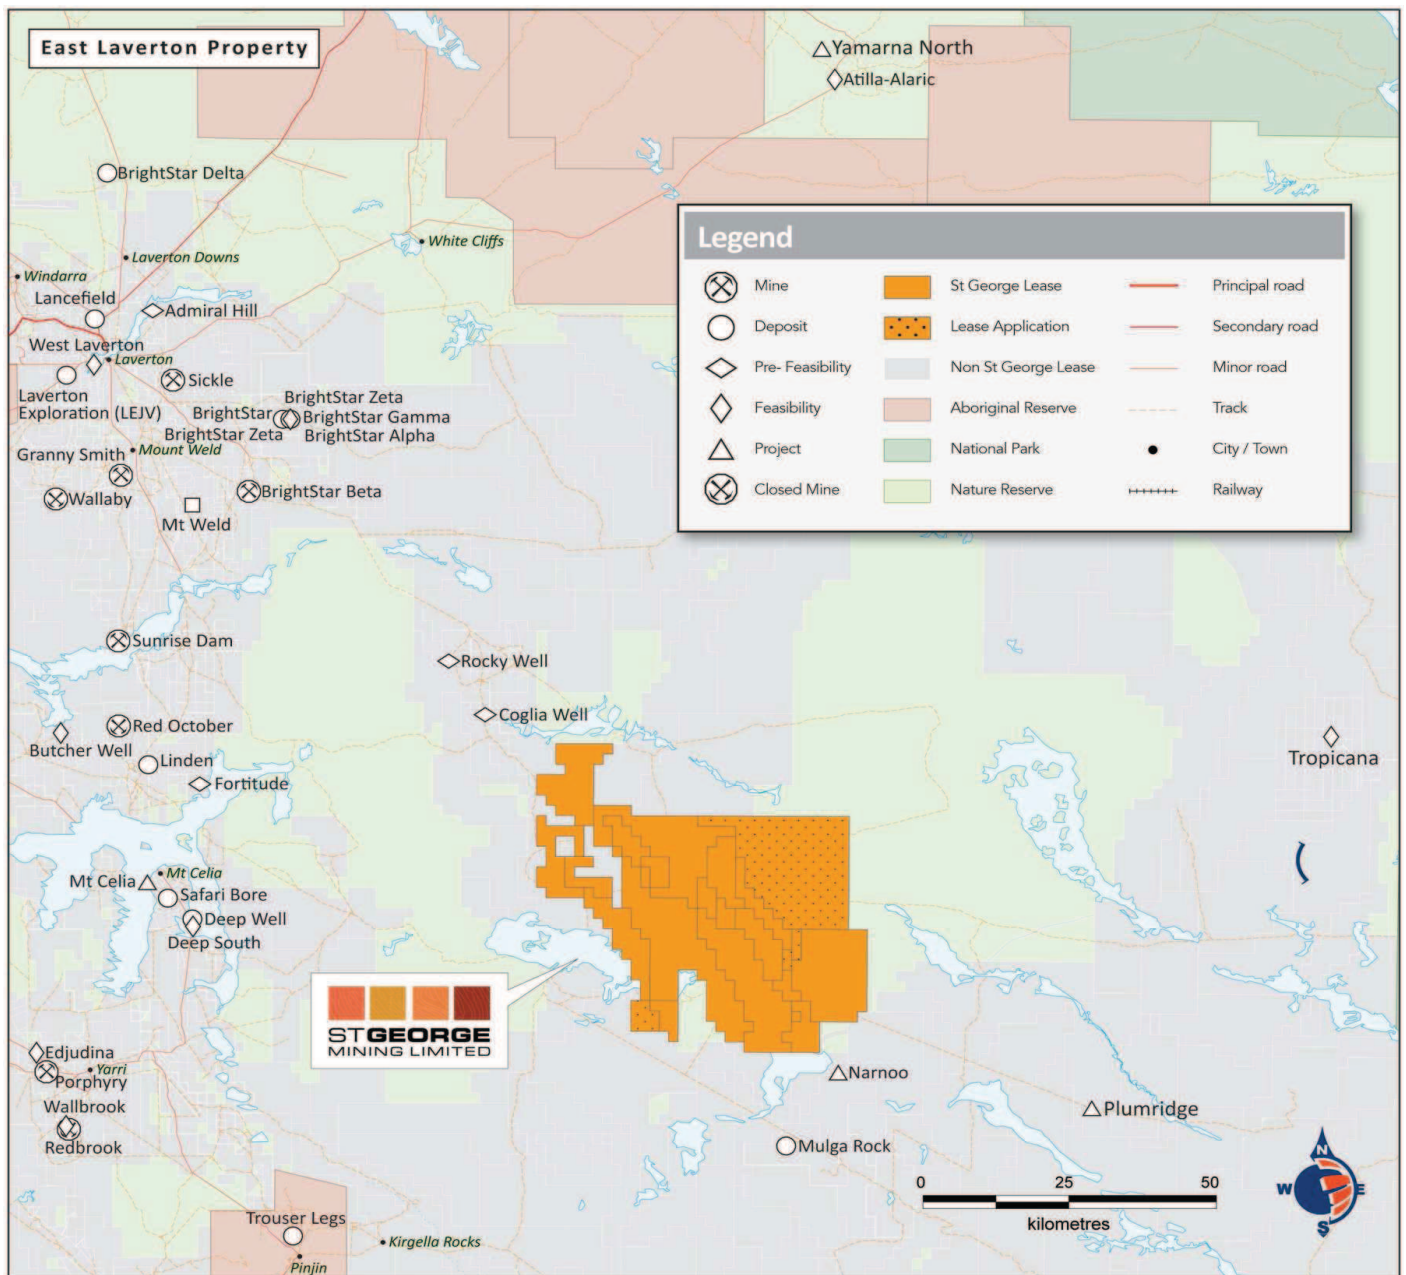 East Laverton Property
Yamarna North
Atilla-Alaric
BrightStar Delta
White Cliffs
Laverton Downs
Windarra
Lancefield
Admiral Hill
West Laverton
Laverton
Sickle
Laverton
Exploration (LEJV)
BrightStar Zeta
BrightStar
BrightStar Gamma
BrightStar Zeta
BrightStar Alpha
Mount Weld
Granny Smith
Wallaby
BrightStar Beta
Mt Weld
Legend
Mine
St George Lease
Principal road
Deposit
Lease Application
Secondary road
Pre- Feasibility
Non St George Lease
Minor road
Feasibility
Aboriginal Reserve
Track
Project
National Park
City / Town
Closed Mine
Nature Reserve
Railway
Sunrise Dam
Rocky Well
Coglia Well
Red October
Butcher Well
Linden
Fortitude
Tropicana
Mt Celia
Mt Celia
Safari Bore
Deep Well
Deep South
STGEORGE
MINING LIMITED
Edjudina
Yarri
Porphyry
Wallbrook
Redbrook
Narnoo
Plumridge
Mulga Rock
Trouser Legs
Kirgella Rocks
Pinjin
0 25 50
kilometres
N
W E
S